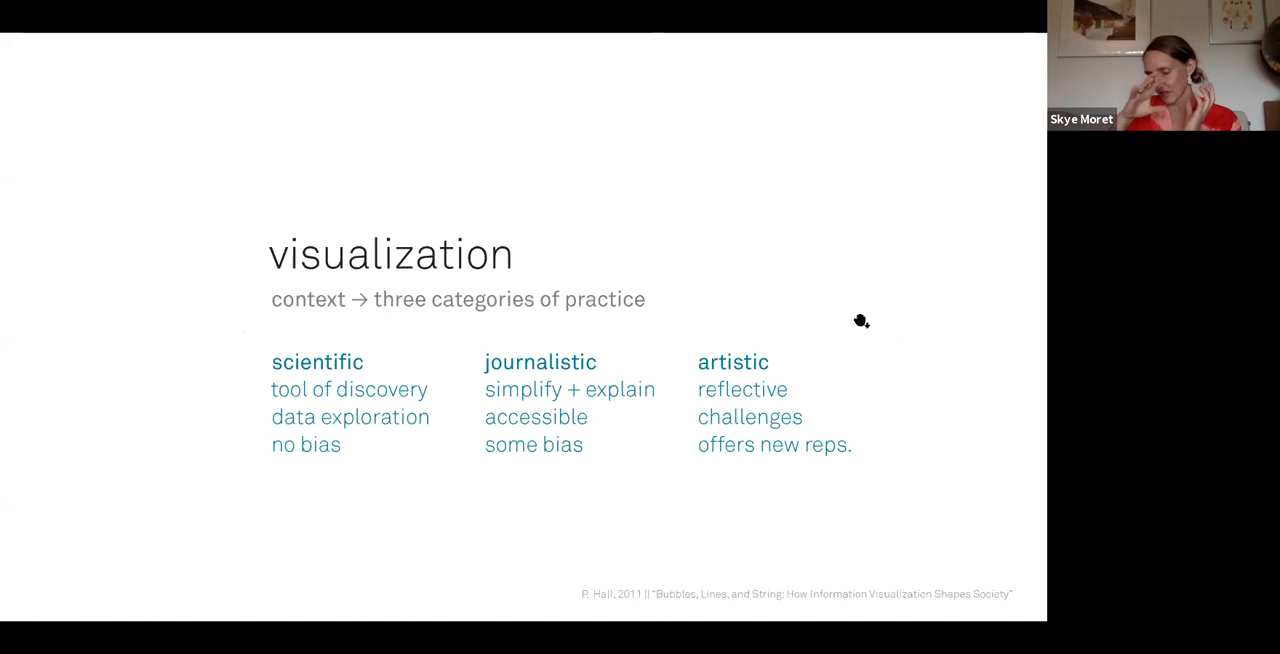 visualization
context → three categories of practice
scientific
tool of discovery
data exploration
no bias
journalistic
simplify + explain
accessible
some bias
artistic
reflective
challenges
offers new reps.
P. Hall, 2011 || "Bubbles, Lines, and String: How Information Visualization Shapes Society"
Skye Moret